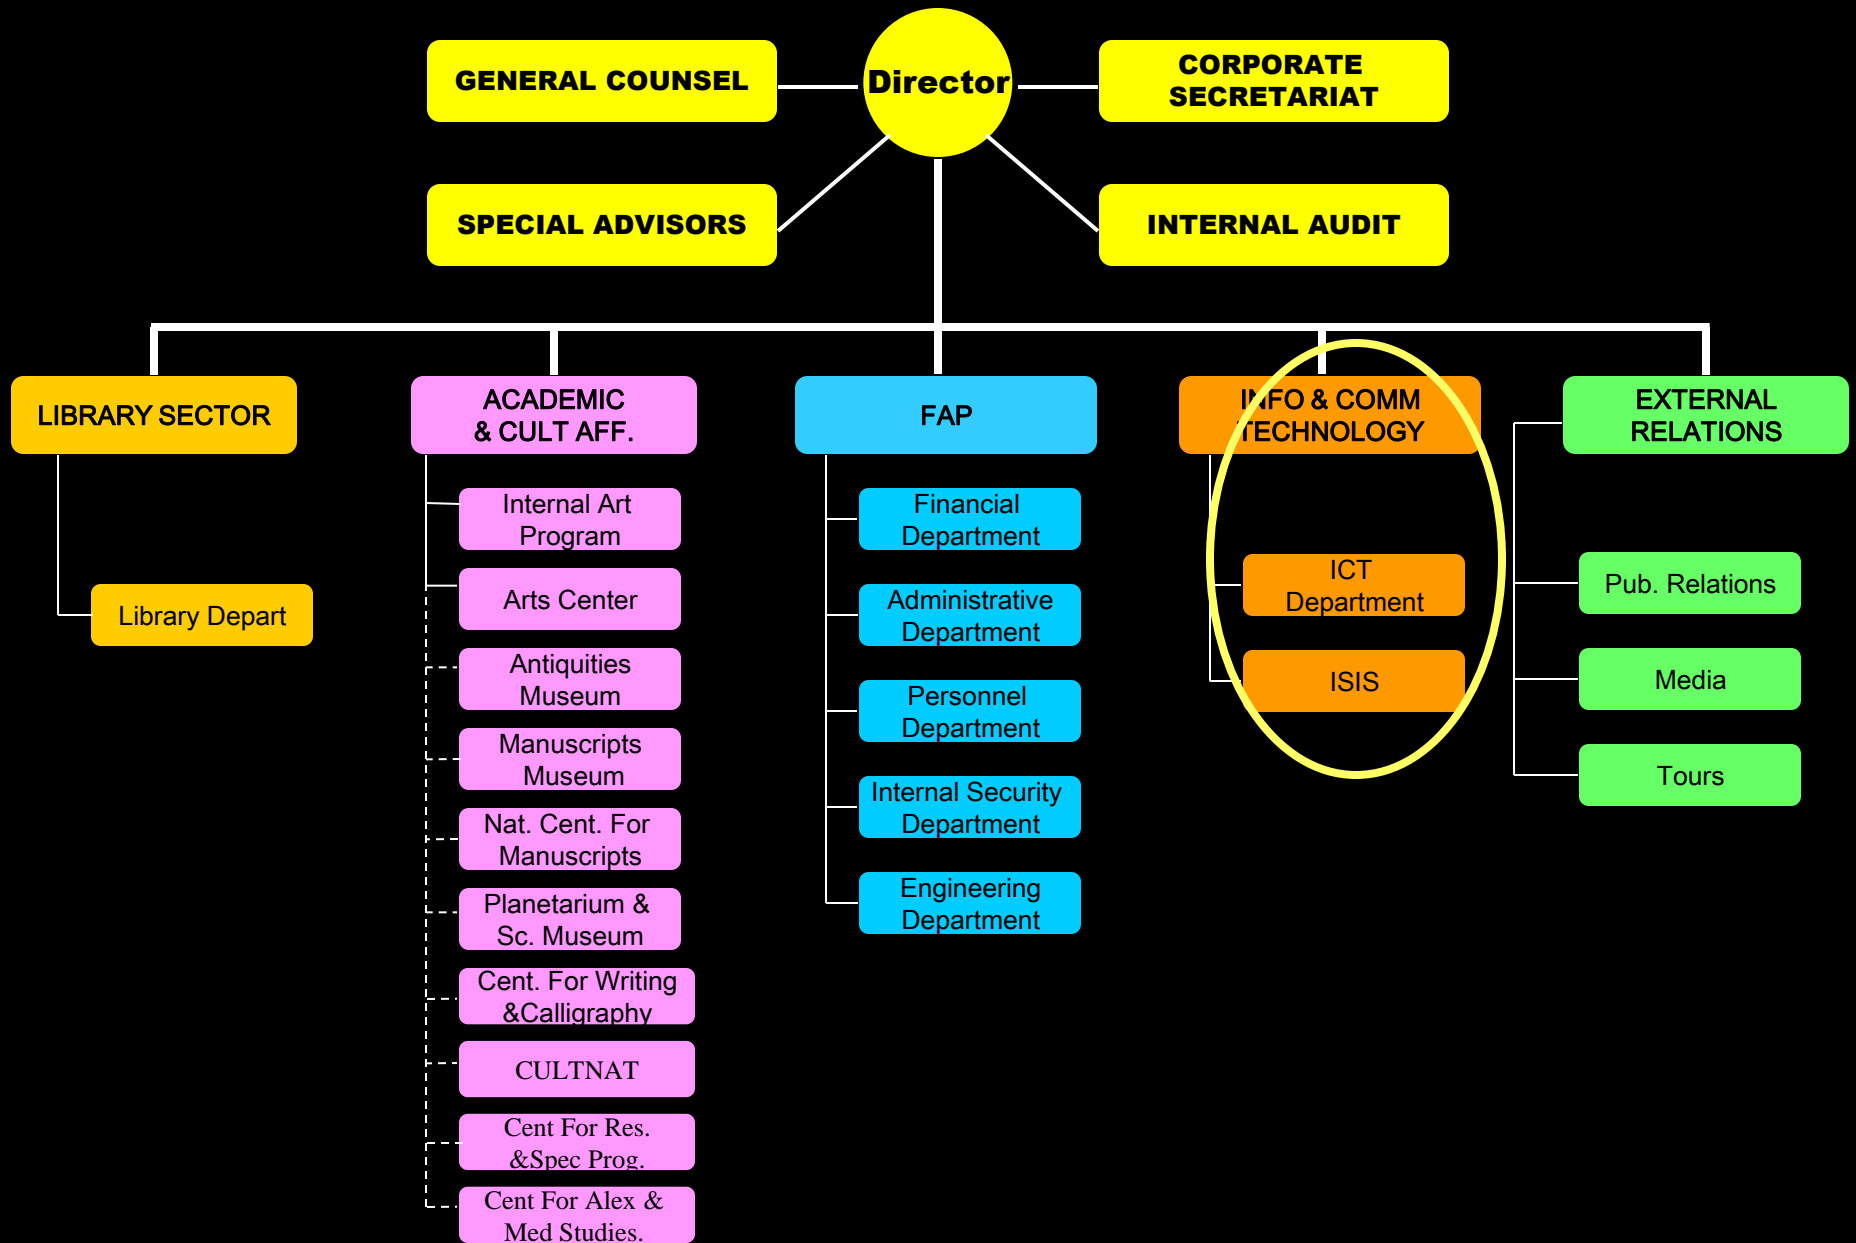 GENERAL COUNSEL
Director
CORPORATE
SECRETARIAT
SPECIAL ADVISORS
INTERNAL AUDIT
LIBRARY SECTOR
Library Depart
ACADEMIC
& CULT AFF.
Internal Art
Program
Arts Center
Antiquities
Museum
Manuscripts
Museum
Nat. Cent. For
Manuscripts
Planetarium &
Sc. Museum
Cent. For Writing
&Calligraphy
CULTNAT
Cent For Res.
&Spec Prog.
Cent For Alex &
Med Studies.
FAP
Financial
Department
Administrative
Department
Personnel
Department
Internal Security
Department
Engineering
Department
INFO & COMM
TECHNOLOGY
ICT
Department
ISIS
EXTERNAL
RELATIONS
Pub. Relations
Media
Tours